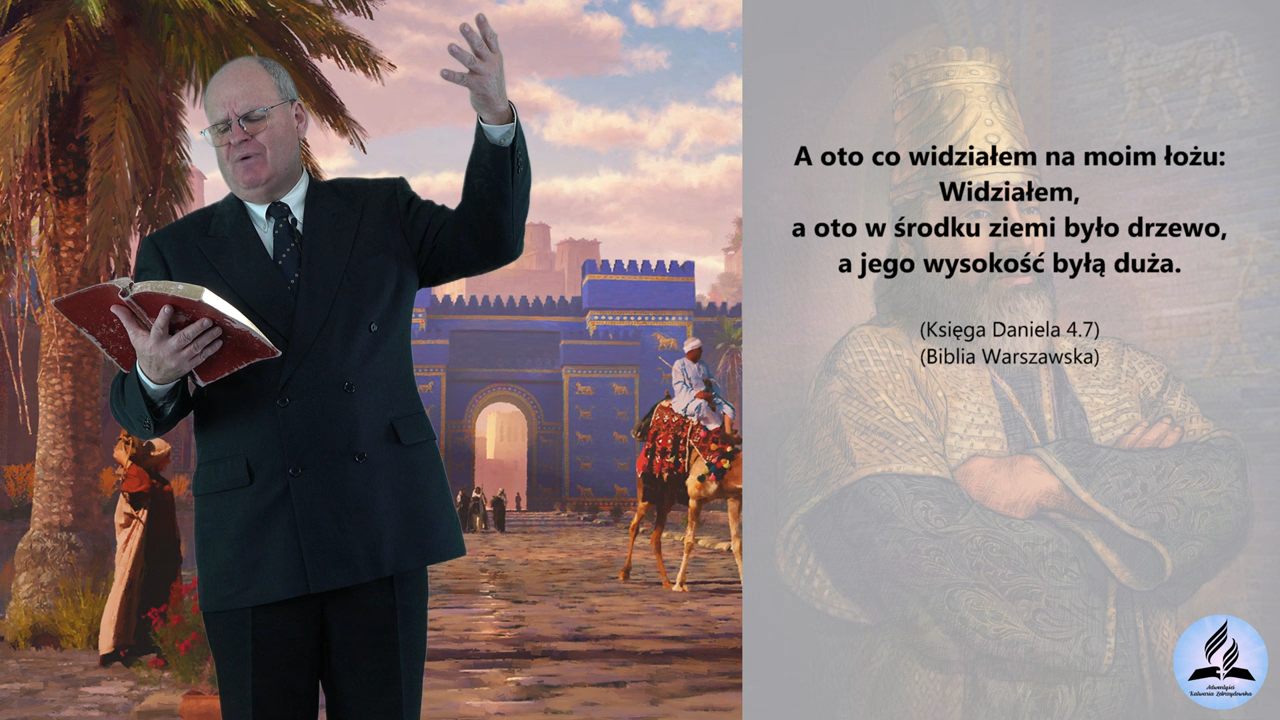 A oto co widziałem na moim łożu:
Widziałem,
a oto w środku ziemi było drzewo,
a jego wysokość byłą duża.
(Księga Daniela 4.7)
(Biblia Warszawska)
Adwentyści
Kalwaria Zebrzydowska